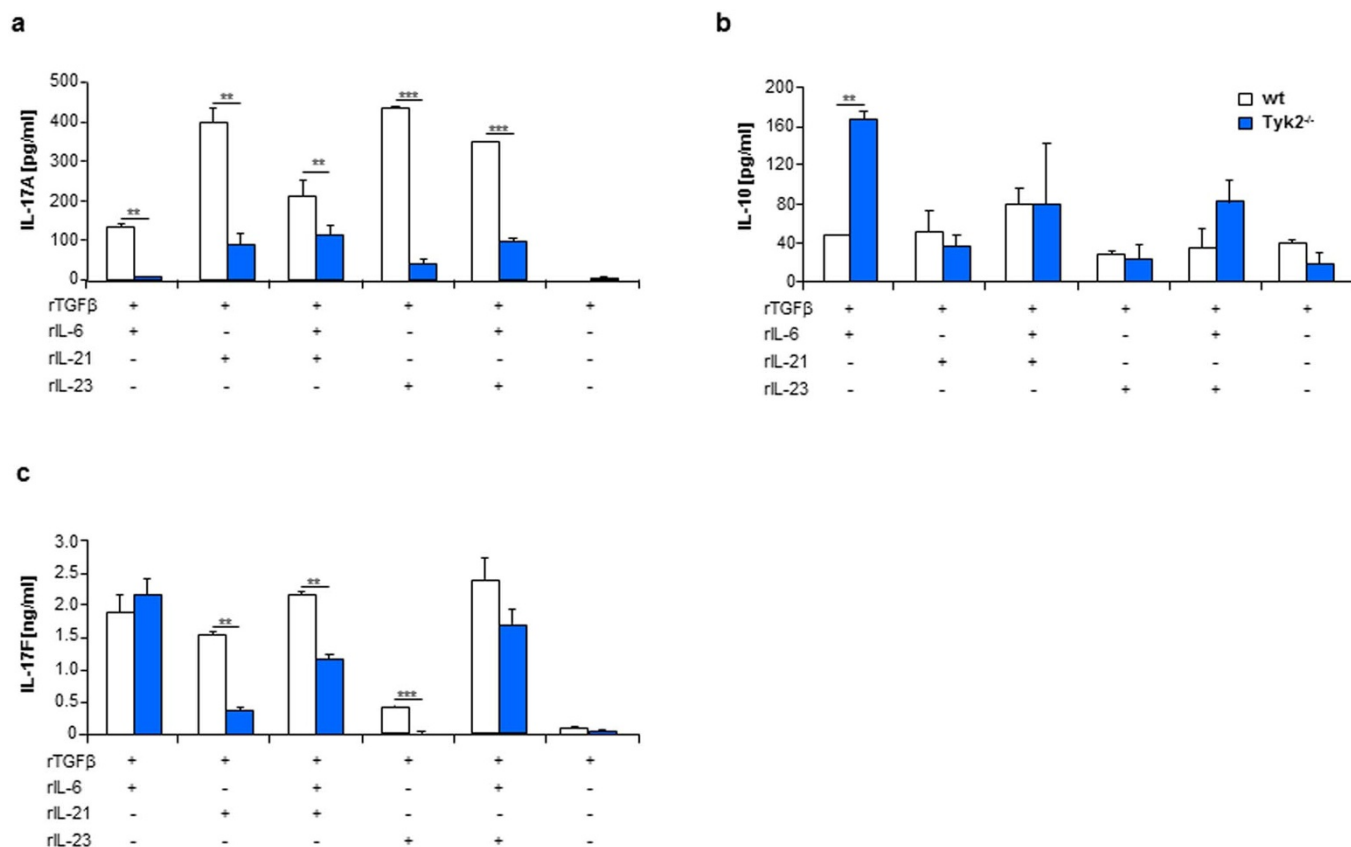 a
IL-17A [pg/ml]
500
400
300
200
100
0
**
**
**
***
***
rTGFβ + + + + + +
rIL-6 + - + - + -
rIL-21 - + + - - -
rIL-23 - - - + + -
b
IL-10 [pg/ml]
200
160
120
80
40
0
**
wt
Tyk2-/-
rTGFβ + + + + + +
rIL-6 + - + - + -
rIL-21 - + + - - -
rIL-23 - - - + + -
c
IL-17F [ng/ml]
3.0
2.5
2.0
1.5
1.0
0.5
0
**
**
***
rTGFβ + + + + + +
rIL-6 + - + - + -
rIL-21 - + + - - -
rIL-23 - - - + + -